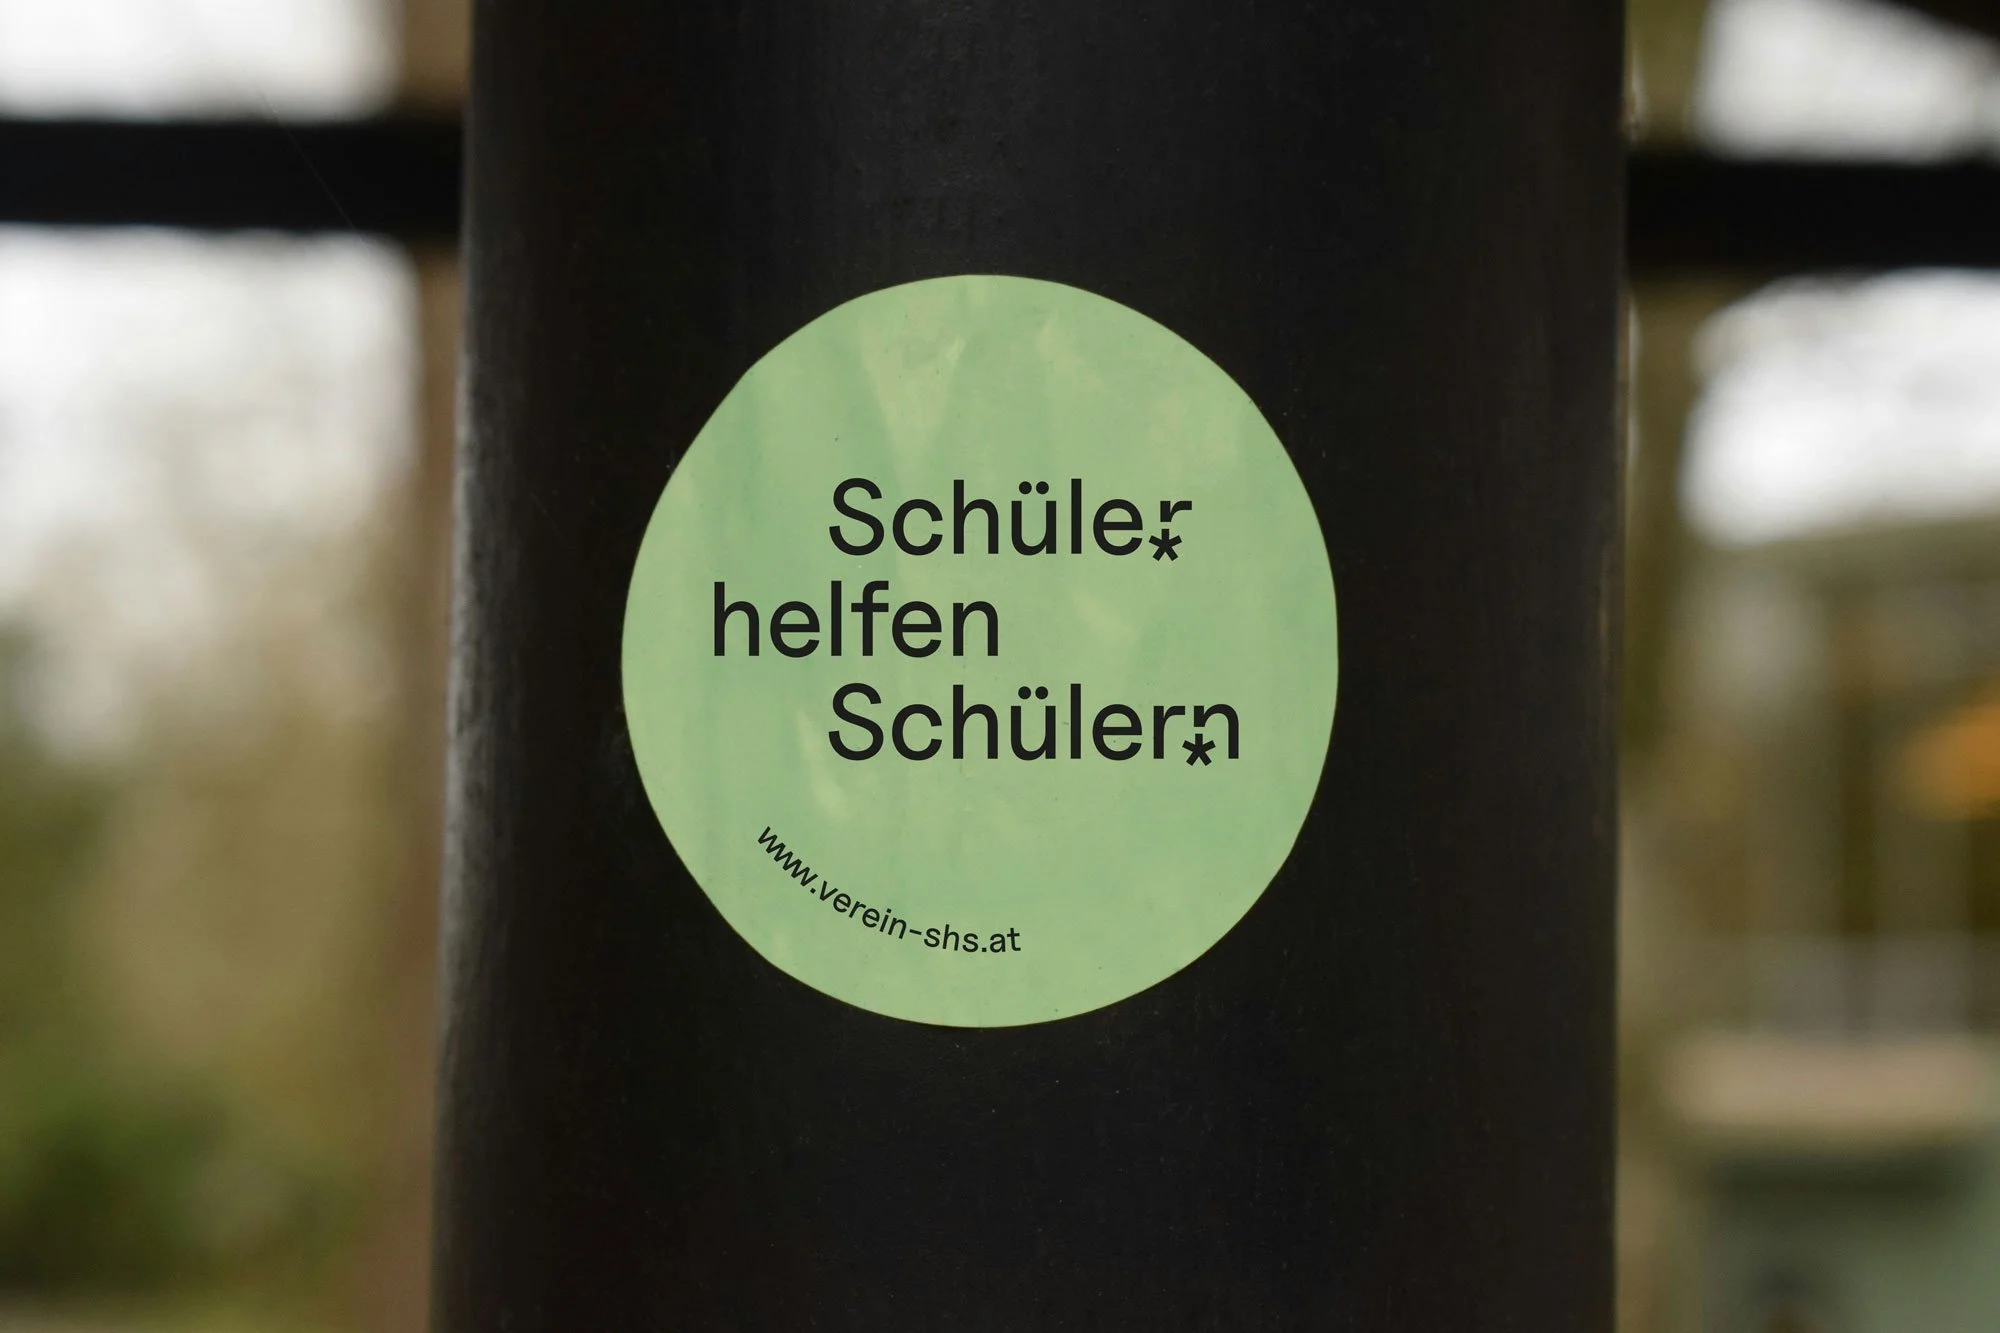 Schüler*
helfen
Schülern*
www.verein-shs.at